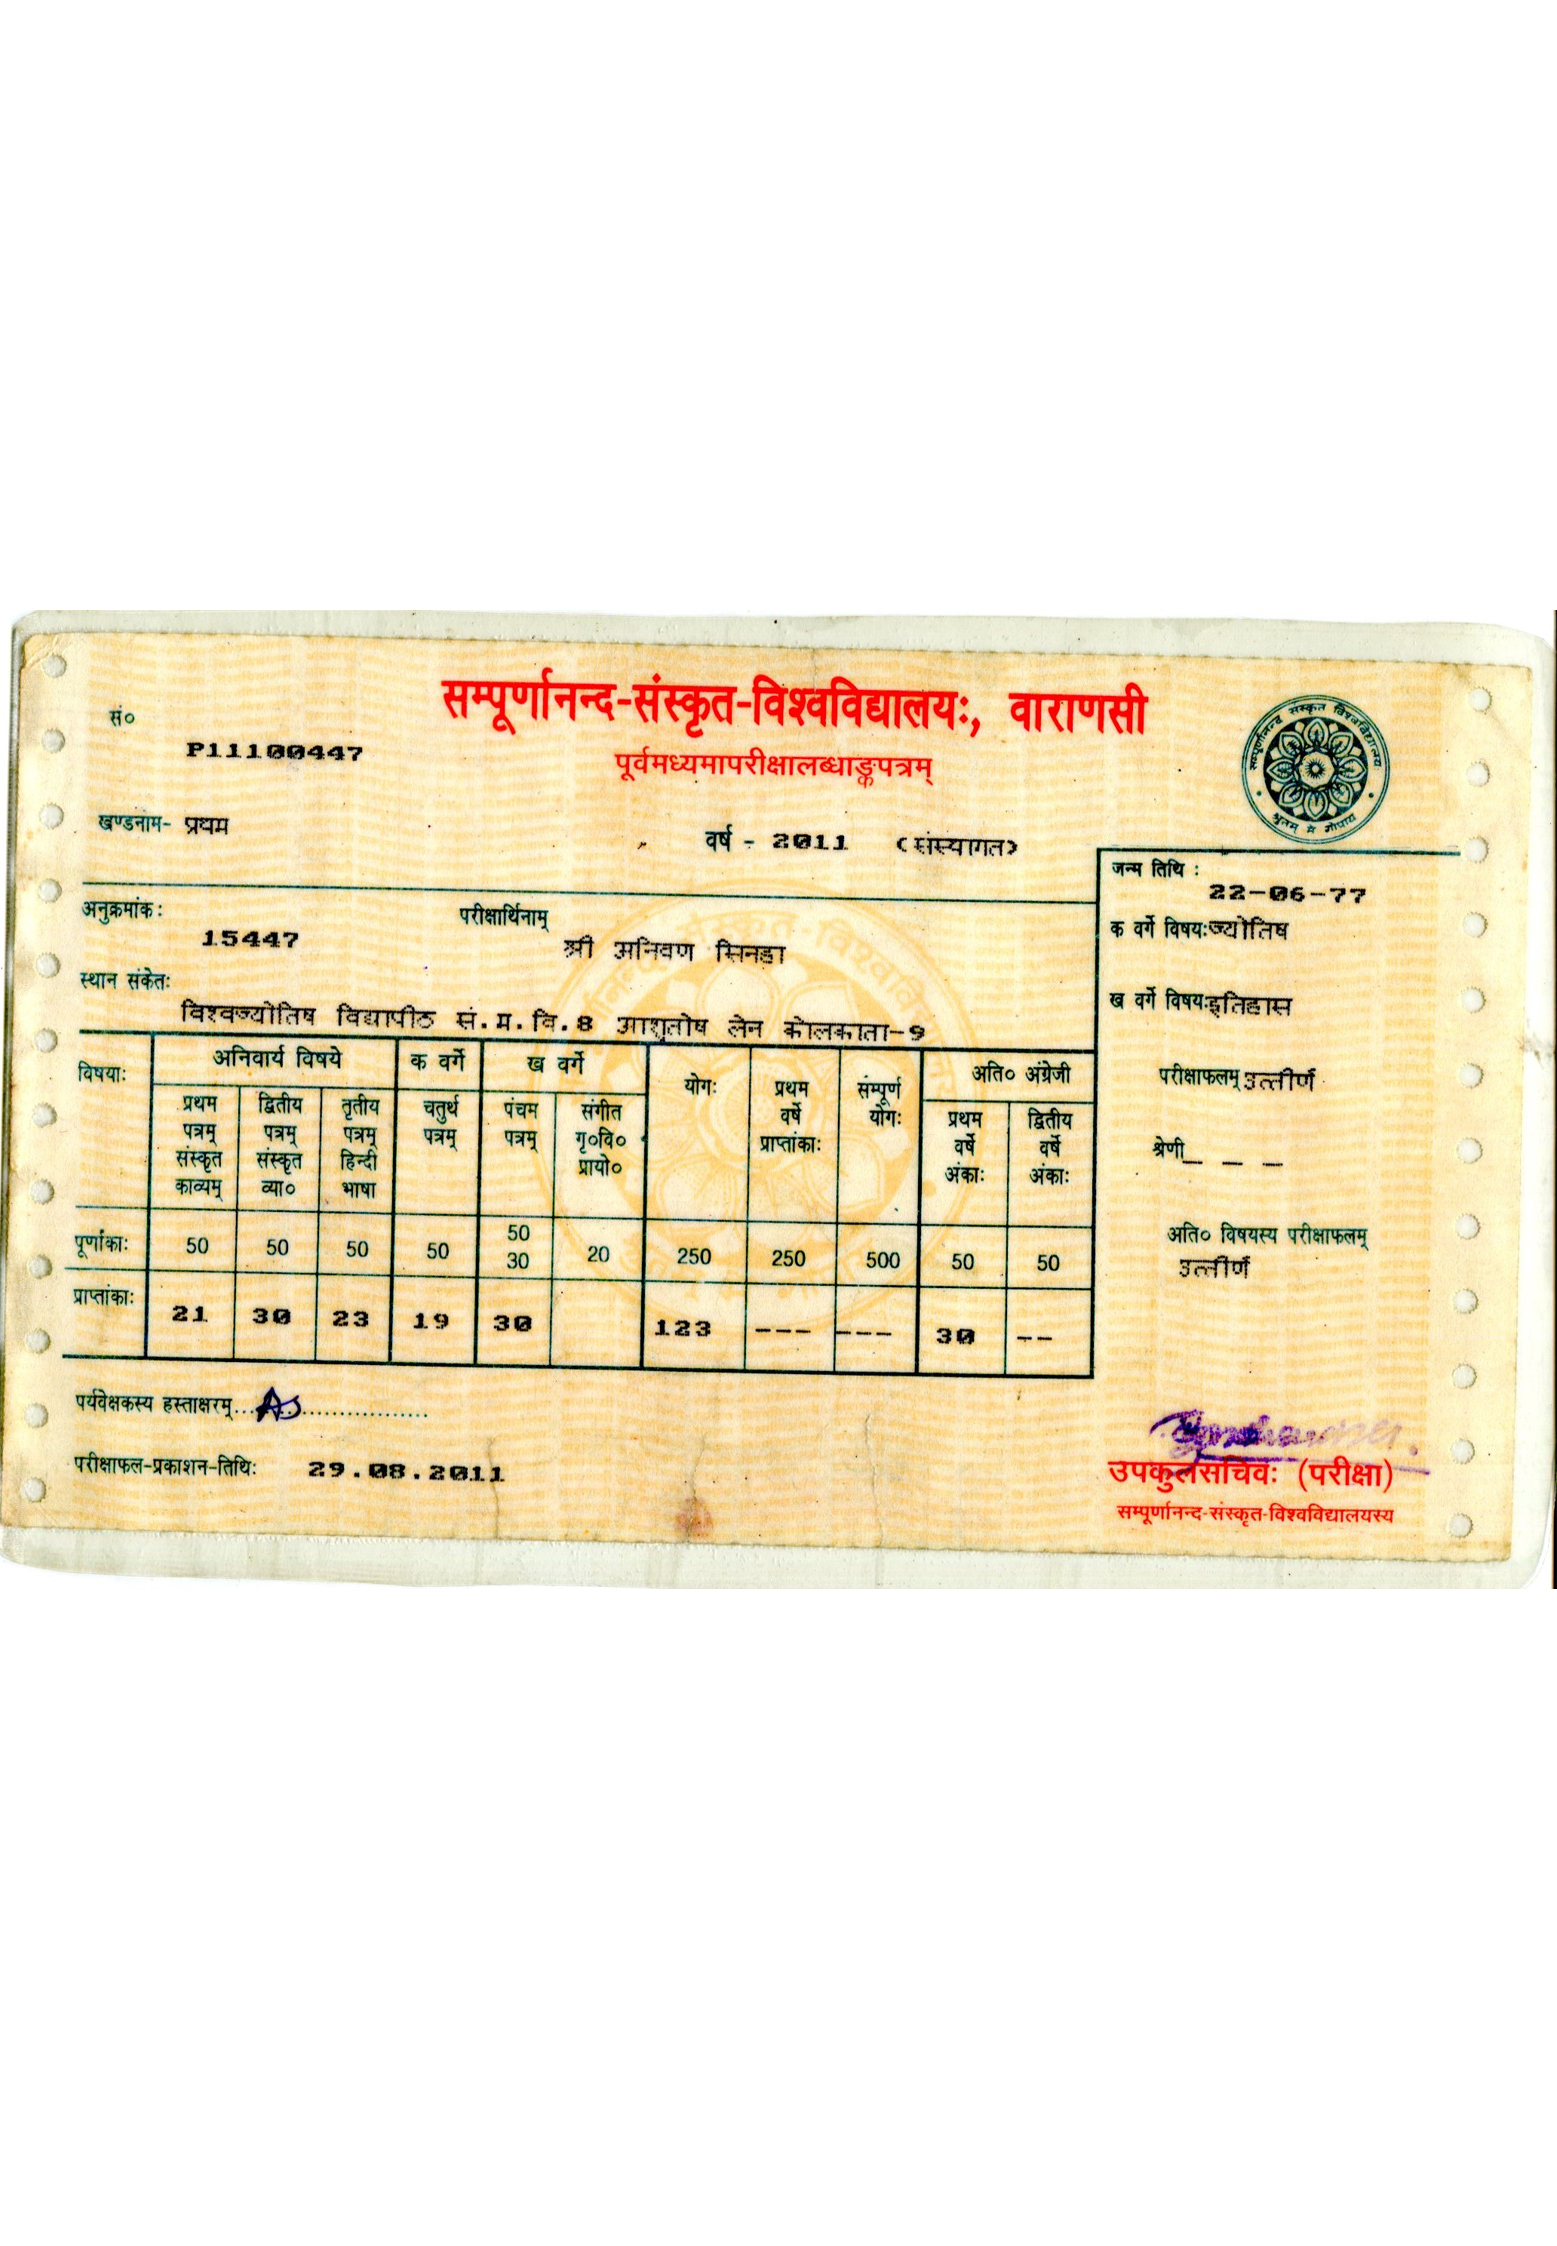 सम्पूर्णानन्द-संस्कृत-विश्वविद्यालयः, वाराणसी
सं०
P11100447
पूर्वमध्यमापरीक्षालब्धाङ्कपत्रम्
सम्पूर्णानन्द संस्कृत विश्वविद्यालयः
श्रुतम् मे गोपाय
खण्डनाम- प्रथम
वर्ष - 2011 (संस्थागत)
जन्म तिथि :
22-06-77
अनुक्रमांकः
15447
परीक्षार्थिनाम्
श्री अनिवण सिनहा
क वर्गे विषयः ज्योतिष
स्थान संकेतः
विश्वज्योतिष विद्यापीठ सं.म.वि.8 आशुतोष लेन कोलकाता-9
ख वर्गे विषयः इतिहास
विषयाः अनिवार्य विषये क वर्गे ख वर्गे योगः प्रथम वर्षे प्राप्तांकाः सम्पूर्ण योगः अति० अंग्रेजी
प्रथम पत्रम् संस्कृत काव्यम् द्वितीय पत्रम् संस्कृत व्या० तृतीय पत्रम् हिन्दी भाषा चतुर्थ पत्रम् पंचम पत्रम् संगीत गृ०वि० प्रायो० प्रथम वर्षे अंकाः द्वितीय वर्षे अंकाः
पूर्णांकाः 50 50 50 50 50 30 20 250 250 500 50 50
प्राप्तांकाः 21 30 23 19 30 123 --- --- 30 --
परीक्षाफलम् उत्तीर्ण
श्रेणी_ _ _
अति० विषयस्य परीक्षाफलम्
उत्तीर्ण
पर्यवेक्षकस्य हस्ताक्षरम्........................
परीक्षाफल-प्रकाशन-तिथिः 29.08.2011
उपकुलसचिवः (परीक्षा)
सम्पूर्णानन्द-संस्कृत-विश्वविद्यालयस्य